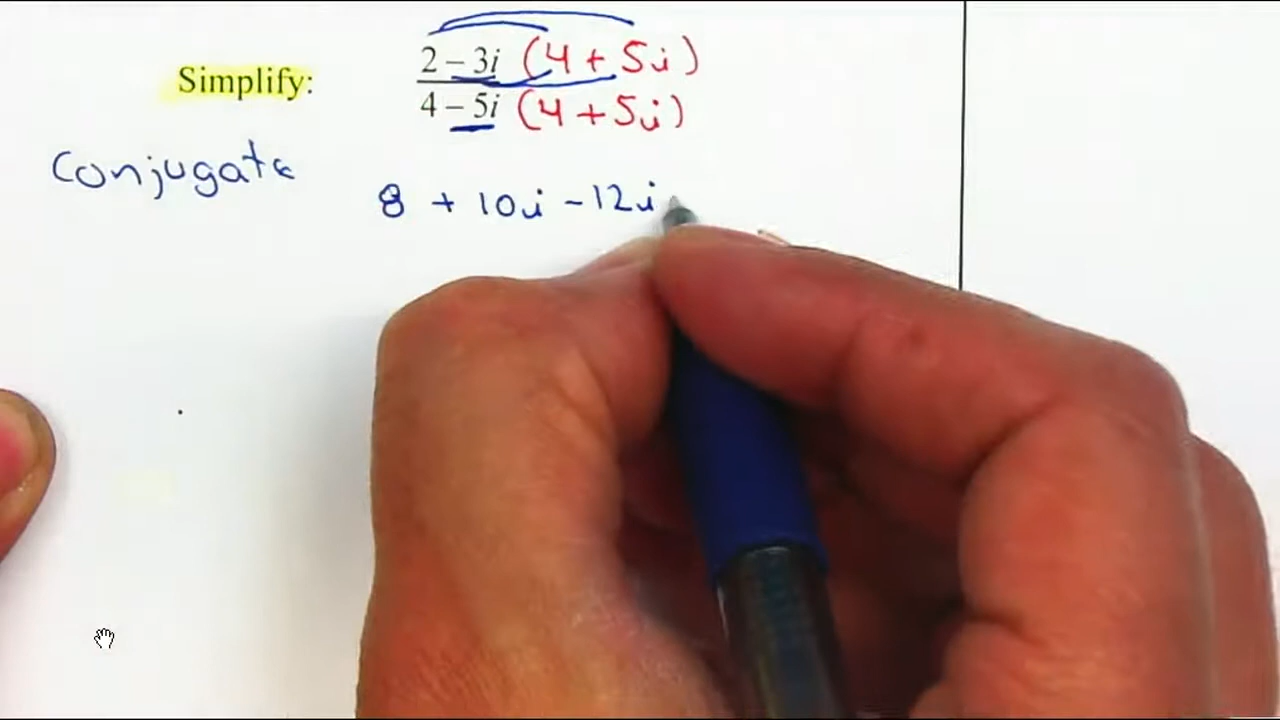 2 – 3i (4 + 5i)
Simplify:
4 – 5i (4 + 5i)
Conjugate
8 + 10i - 12i